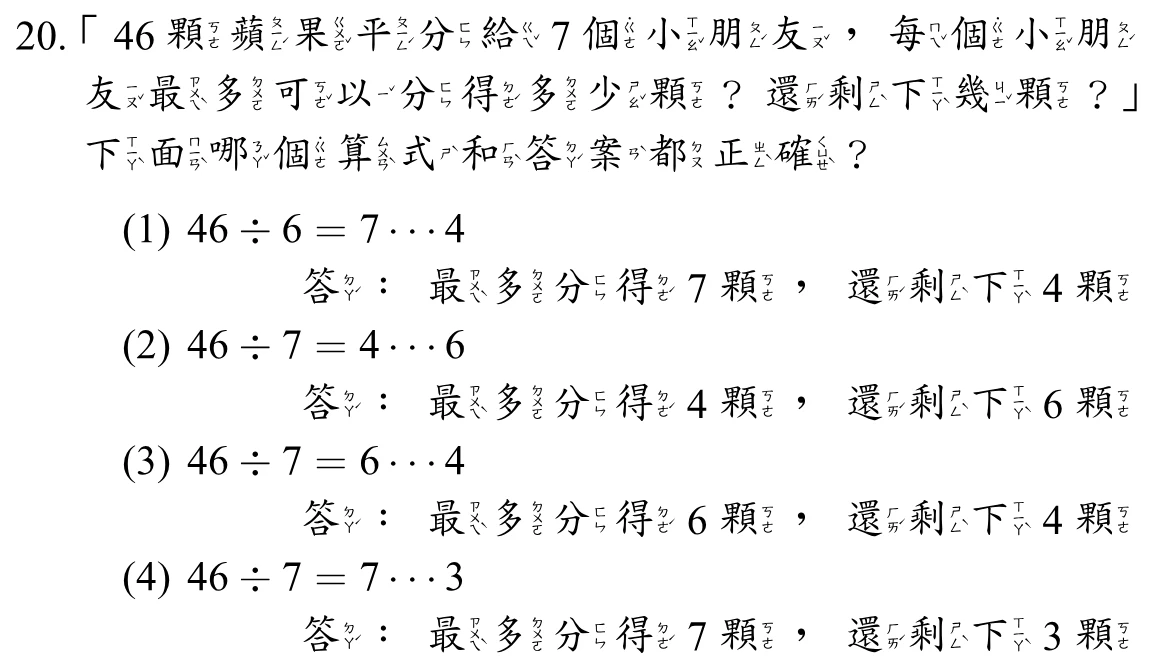 20.「46 顆蘋果平分給 7 個小朋友，每個小朋
友最多可以分得多少顆？還剩下幾顆？」
下面哪個算式和答案都正確？
(1) 46 ÷ 6 = 7 ⋯ 4
答： 最多分得 7 顆， 還剩下 4 顆
(2) 46 ÷ 7 = 4 ⋯ 6
答： 最多分得 4 顆， 還剩下 6 顆
(3) 46 ÷ 7 = 6 ⋯ 4
答： 最多分得 6 顆， 還剩下 4 顆
(4) 46 ÷ 7 = 7 ⋯ 3
答： 最多分得 7 顆， 還剩下 3 顆